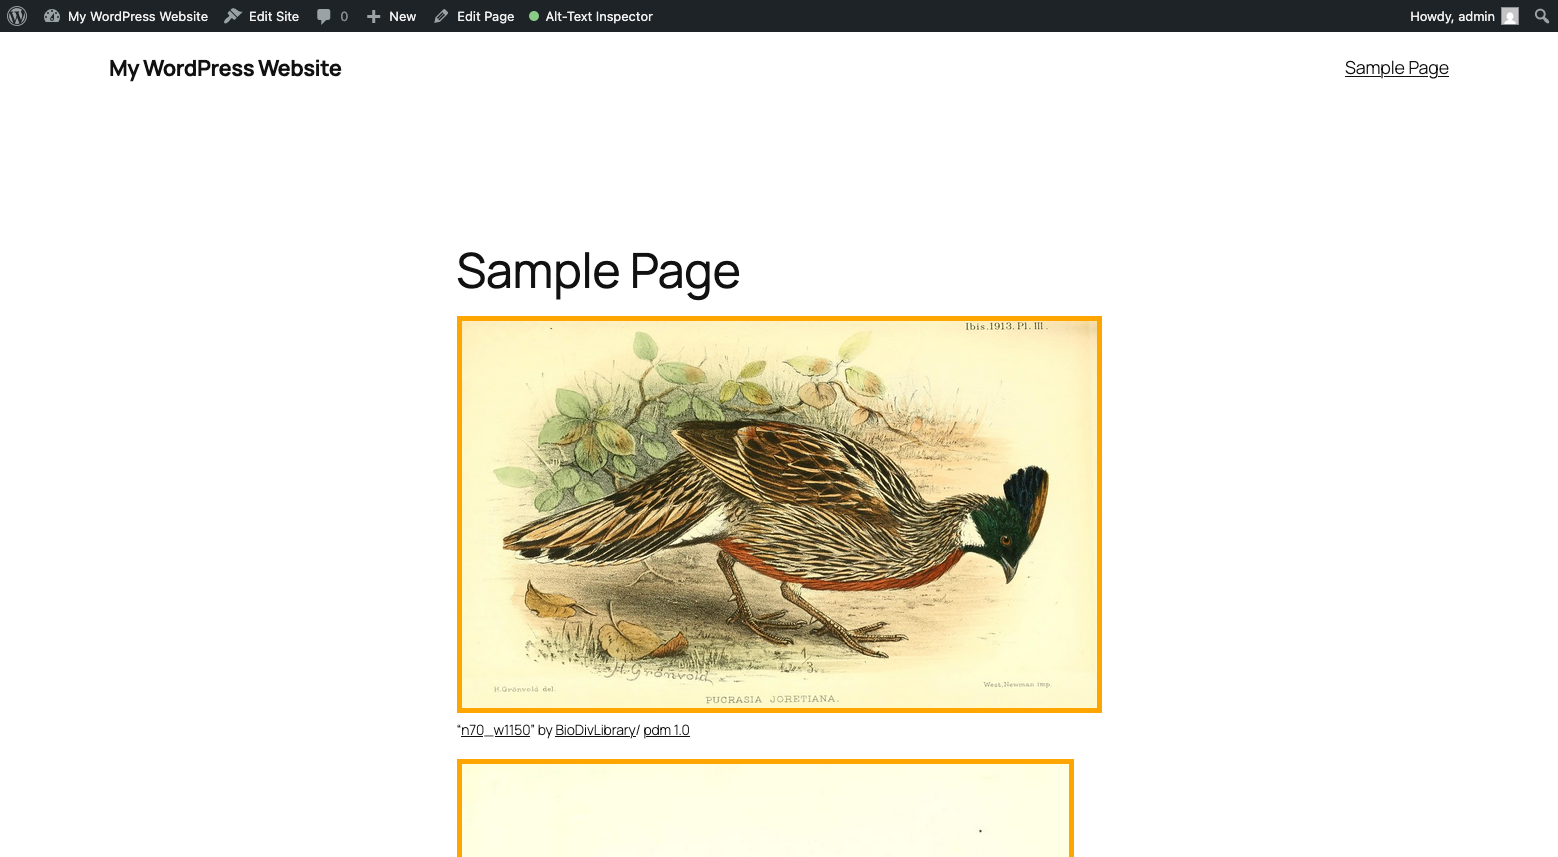 My WordPress Website Edit Site 0 New Edit Page Alt-Text Inspector Howdy, admin
My WordPress Website Sample Page
Sample Page
Ibis.1913.Pl.III.
H.Grönvold
H.Grönvold del. West,Newman imp.
PUCRASIA JORETIANA.
“n70_w1150” by BioDivLibrary/ pdm 1.0